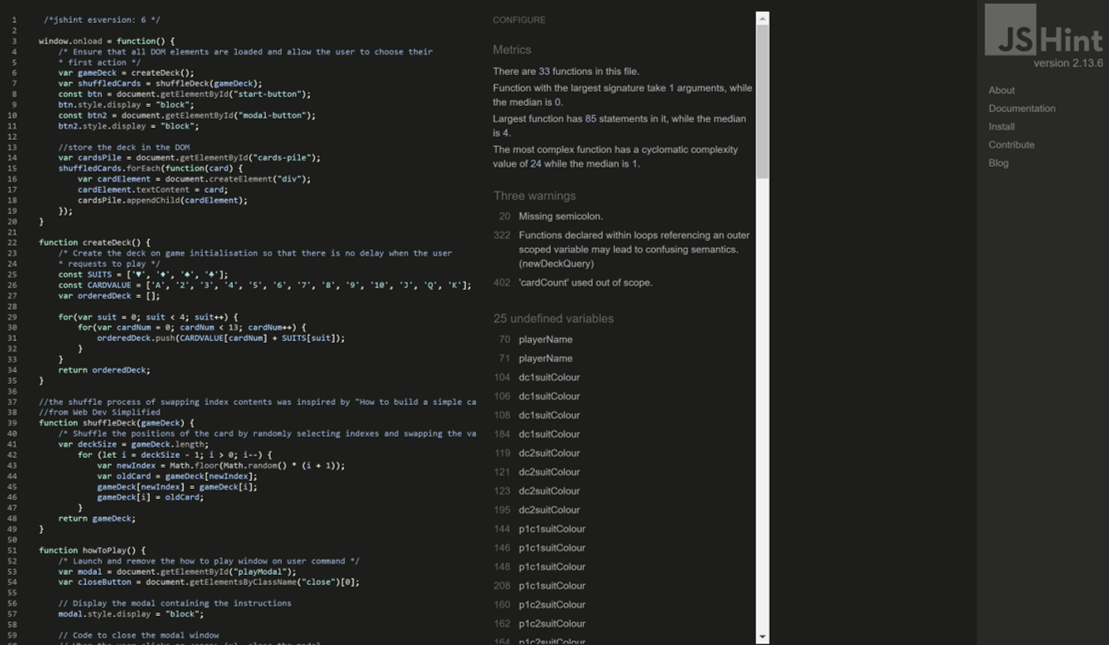 1 /*jshint esversion: 6 */
2
3 window.onload = function() {
4 /* Ensure that all DOM elements are loaded and allow the user to choose their
5 * first action */
6 var gameDeck = createDeck();
7 var shuffledCards = shuffleDeck(gameDeck);
8 const btn = document.getElementById("start-button");
9 btn.style.display = "block";
10 const btn2 = document.getElementById("modal-button");
11 btn2.style.display = "block";
12
13 //store the deck in the DOM
14 var cardsPile = document.getElementById("cards-pile");
15 shuffledCards.forEach(function(card) {
16 var cardElement = document.createElement("div");
17 cardElement.textContent = card;
18 cardsPile.appendChild(cardElement);
19 });
20 }
21
22 function createDeck() {
23 /* Create the deck on game initialisation so that there is no delay when the user
24 * requests to play */
25 const SUITS = ['♥', '♦', '♠', '♣'];
26 const CARDVALUE = ['A', '2', '3', '4', '5', '6', '7', '8', '9', '10', 'J', 'Q', 'K'];
27 var orderedDeck = [];
28
29 for(var suit = 0; suit < 4; suit++) {
30 for(var cardNum = 0; cardNum < 13; cardNum++) {
31 orderedDeck.push(CARDVALUE[cardNum] + SUITS[suit]);
32 }
33 }
34 return orderedDeck;
35 }
36
37 //the shuffle process of swapping index contents was inspired by "How to build a simple ca
38 //from Web Dev Simplified
39 function shuffleDeck(gameDeck) {
40 /* Shuffle the positions of the card by randomly selecting indexes and swapping the va
41 var deckSize = gameDeck.length;
42 for (let i = deckSize - 1; i > 0; i--) {
43 var newIndex = Math.floor(Math.random() * (i + 1));
44 var oldCard = gameDeck[newIndex];
45 gameDeck[newIndex] = gameDeck[i];
46 gameDeck[i] = oldCard;
47 }
48 return gameDeck;
49 }
50
51 function howToPlay() {
52 /* Launch and remove the how to play window on user command */
53 var modal = document.getElementById("playModal");
54 var closeButton = document.getElementsByClassName("close")[0];
55
56 // Display the modal containing the instructions
57 modal.style.display = "block";
58
59 // Code to close the modal window
CONFIGURE
Metrics
There are 33 functions in this file.
Function with the largest signature take 1 arguments, while
the median is 0.
Largest function has 85 statements in it, while the median
is 4.
The most complex function has a cyclomatic complexity
value of 24 while the median is 1.
Three warnings
20 Missing semicolon.
322 Functions declared within loops referencing an outer
scoped variable may lead to confusing semantics.
(newDeckQuery)
402 'cardCount' used out of scope.
25 undefined variables
70 playerName
71 playerName
104 dc1suitColour
106 dc1suitColour
108 dc1suitColour
184 dc1suitColour
119 dc2suitColour
121 dc2suitColour
123 dc2suitColour
195 dc2suitColour
144 p1c1suitColour
146 p1c1suitColour
148 p1c1suitColour
208 p1c1suitColour
160 p1c2suitColour
162 p1c2suitColour
164 p1c2suitColour
JSHint
version 2.13.6
About
Documentation
Install
Contribute
Blog